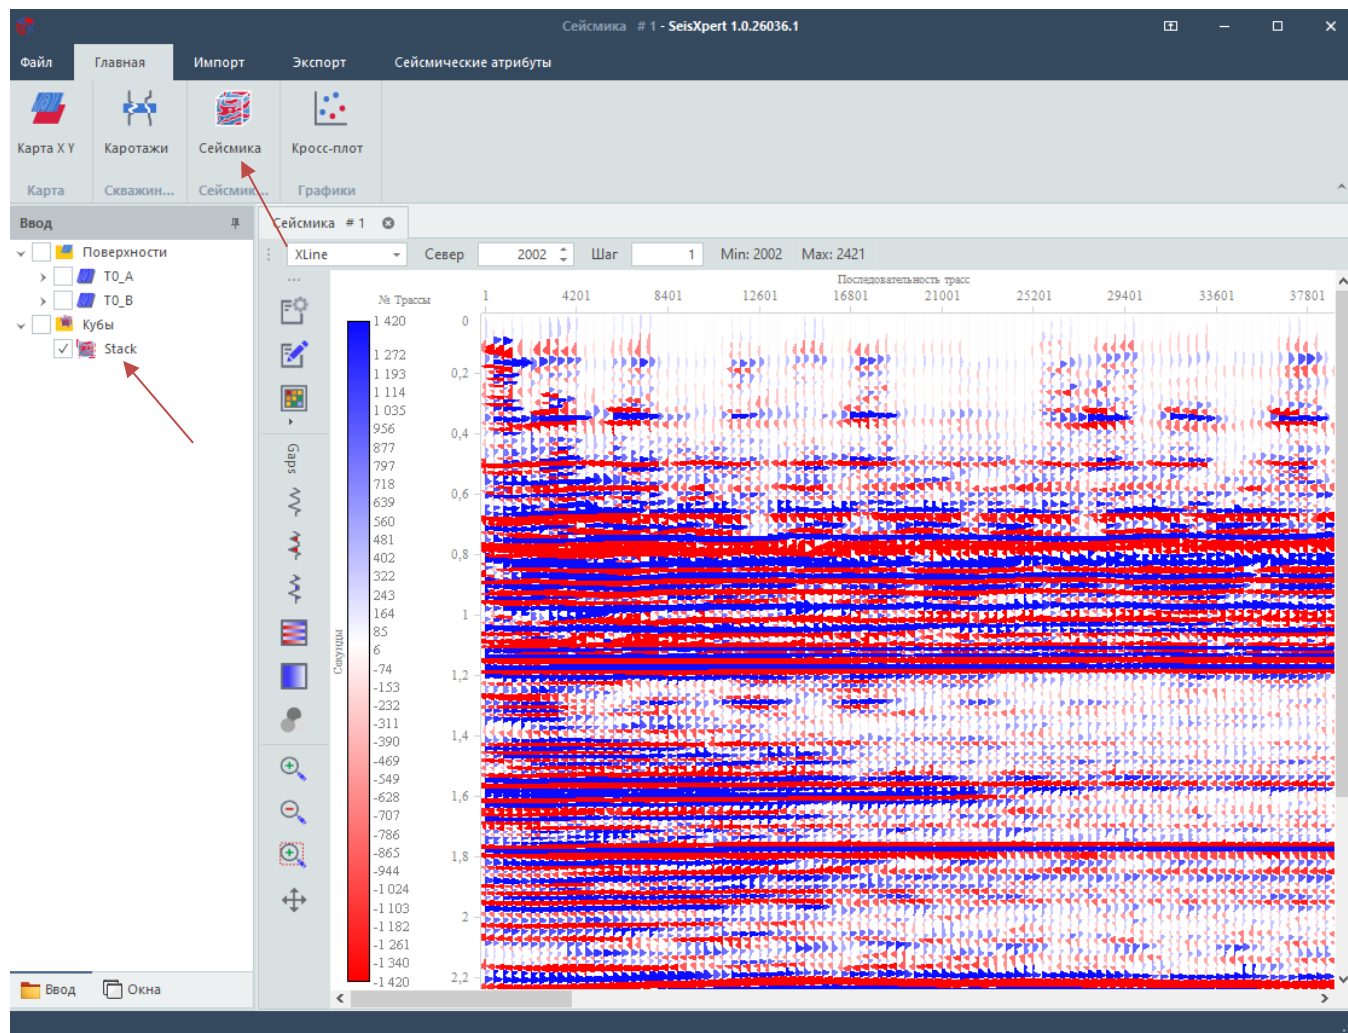 Сейсмика # 1 - SeisXpert 1.0.26036.1
Файл Главная Импорт Экспорт Сейсмические атрибуты
Карта X Y Каротажи Сейсмика Кросс-плот
Карта Скважин... Сейсмик... Графики
Ввод
Сейсмика # 1
Поверхности
T0_A
T0_B
Кубы
Stack
XLine Север 2002 Шаг 1 Min: 2002 Max: 2421
Последовательность трасс
№ Трассы 1 4201 8401 12601 16801 21001 25201 29401 33601 37801
Gaps
1 420
1 272
1 193
1 114
1 035
956
877
797
718
639
560
481
402
322
243
164
85
6
-74
-153
-232
-311
-390
-469
-549
-628
-707
-786
-865
-944
-1 024
-1 103
-1 182
-1 261
-1 340
-1 420
Секунды
0
0,2
0,4
0,6
0,8
1
1,2
1,4
1,6
1,8
2
2,2
Ввод Окна